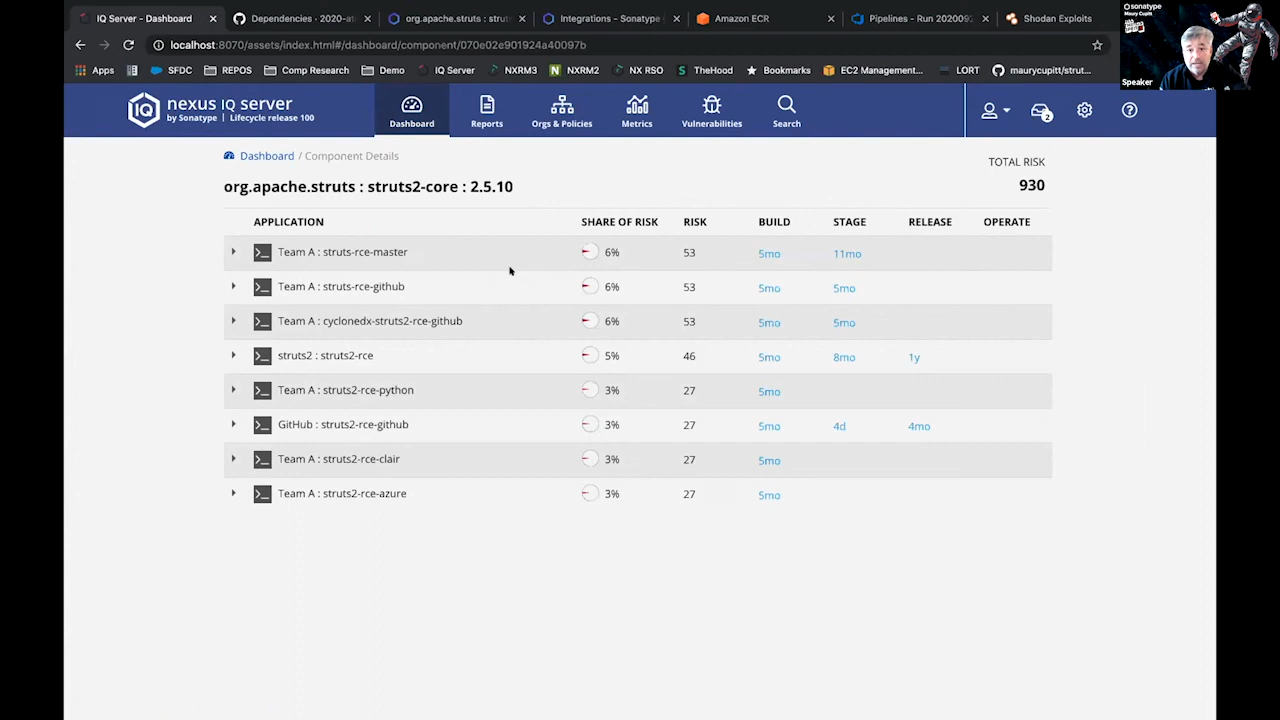 IQ Server - Dashboard
Dependencies · 2020-at
org.apache.struts : strut
Integrations - Sonatype
Amazon ECR
Pipelines - Run 2020092
Shodan Exploits
localhost:8070/assets/index.html#/dashboard/component/070e02e901924a40097b
Apps
SFDC
REPOS
Comp Research
Demo
IQ Server
NXRM3
NXRM2
NX RSO
TheHood
Bookmarks
EC2 Management...
LORT
maurycupitt/strut...
sonatype
Maury Cupitt
Speaker
IQ
nexus IQ server
by Sonatype | Lifecycle release 100
Dashboard
Reports
Orgs & Policies
Metrics
Vulnerabilities
Search
2
Dashboard / Component Details
TOTAL RISK
org.apache.struts : struts2-core : 2.5.10
930
APPLICATION SHARE OF RISK RISK BUILD STAGE RELEASE OPERATE
Team A : struts-rce-master 6% 53 5mo 11mo
Team A : struts-rce-github 6% 53 5mo 5mo
Team A : cyclonedx-struts2-rce-github 6% 53 5mo 5mo
struts2 : struts2-rce 5% 46 5mo 8mo 1y
Team A : struts2-rce-python 3% 27 5mo
GitHub : struts2-rce-github 3% 27 5mo 4d 4mo
Team A : struts2-rce-clair 3% 27 5mo
Team A : struts2-rce-azure 3% 27 5mo